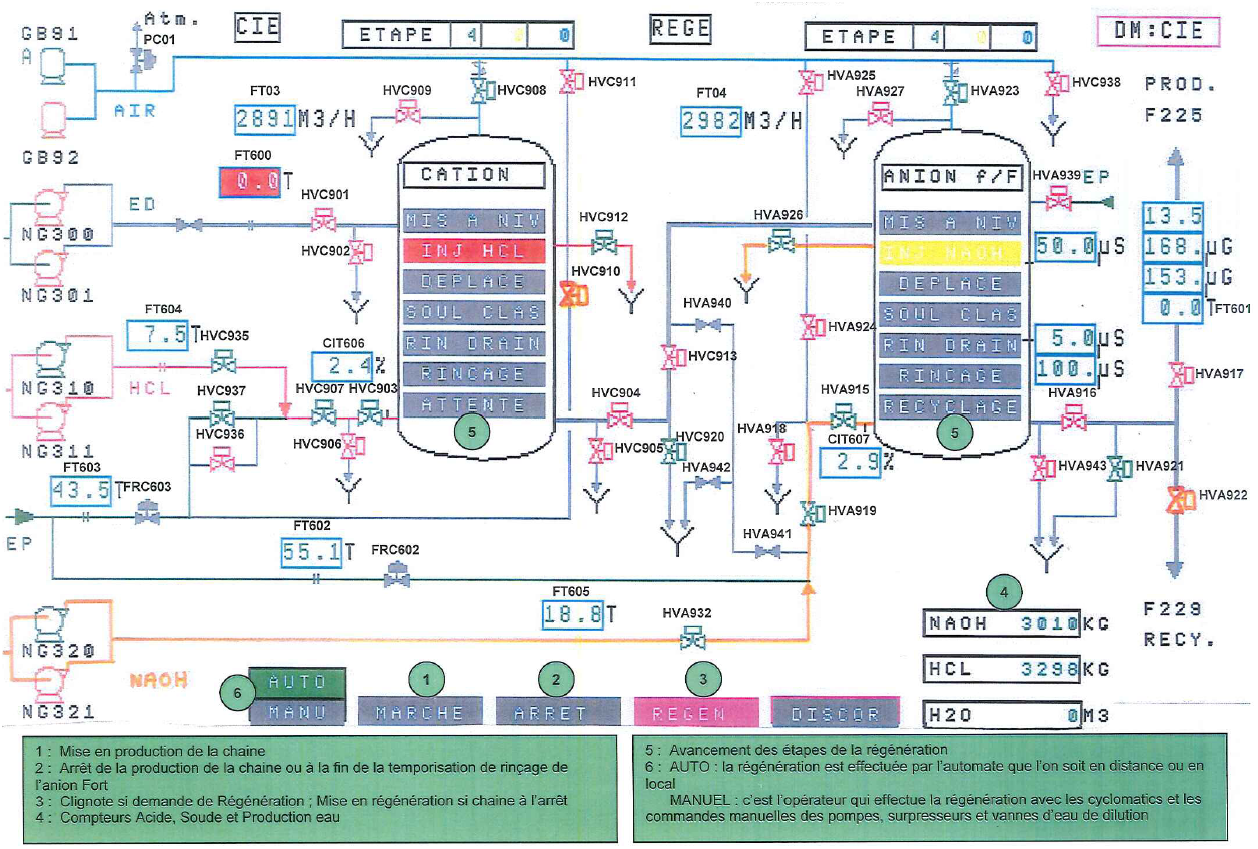 GB91
Atm.
CIE
ETAPE 4 0 0
REGE
ETAPE 4 0 0
DM:CIE
A
PC01
AIR
GB92
FT03
2891 M3/H
HVC909
HVC908
HVC911
FT04
2982 M3/H
HVA925
HVA927
HVA923
HVC938
PROD.
F225
FT600
0.0 T
CATION
ANION f/F
HVA939
EP
ED
HVC901
NG300
HVC902
NG301
MIS A NIV
INJ HCL
DEPLACE
SOUL CLAS
RIN DRAIN
RINCAGE
ATTENTE
5
HVC912
HVC910
HVA926
MIS A NIV
INJ NAOH
DEPLACE
SOUL CLAS
RIN DRAIN
RINCAGE
RECYCLAGE
5
50.0 µS
5.0 µS
100. µS
13.5
168. µG
153. µG
0.0 T FT601
FT604
7.5 T
HVC935
CIT606
2.4 %
NG310
HCL
NG311
HVC937
HVC907
HVC903
HVC936
HVC906
HVC904
HVC905
HVC913
HVC920
HVA940
HVA942
HVA941
HVA924
HVA915
HVA918
CIT607
2.9 %
HVA919
HVA916
HVA917
HVA943
HVA921
HVA922
FT603
43.5 T
FRC603
EP
FT602
55.1 T
FRC602
FT605
18.8 T
HVA932
NG320
NAOH
NG321
4
NAOH 3010 KG
HCL 3298 KG
H2O 0 M3
F229
RECY.
6
AUTO
MANU
1
MARCHE
2
ARRET
3
REGEN
DISCOR
1 : Mise en production de la chaine
2 : Arrêt de la production de la chaine ou à la fin de la temporisation de rinçage de
l'anion Fort
3 : Clignote si demande de Régénération ; Mise en régénération si chaine à l'arrêt
4 : Compteurs Acide, Soude et Production eau
5 : Avancement des étapes de la régénération
6 : AUTO : la régénération est effectuée par l'automate que l'on soit en distance ou en
local
MANUEL : c'est l'opérateur qui effectue la régénération avec les cyclomatics et les
commandes manuelles des pompes, surpresseurs et vannes d'eau de dilution